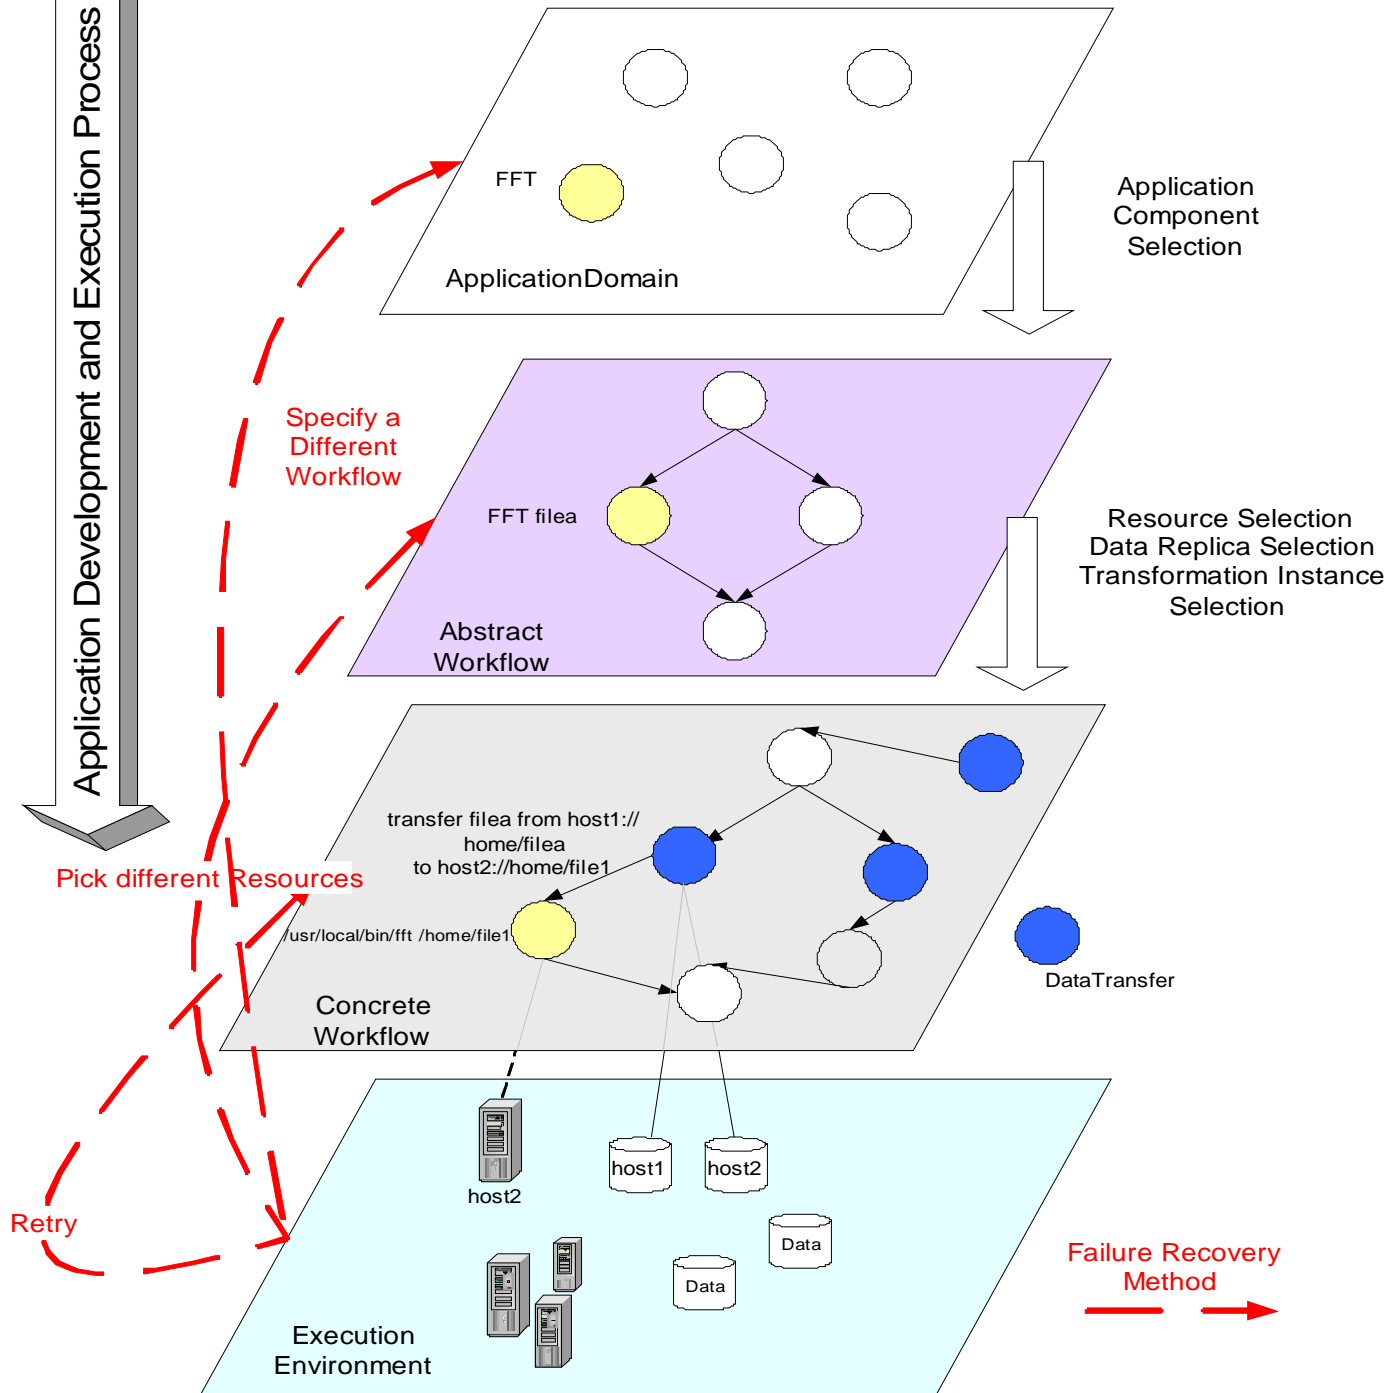 Application Development and Execution Process
FFT
ApplicationDomain
Application
Component
Selection
Specify a
Different
Workflow
FFT filea
Abstract
Workflow
Resource Selection
Data Replica Selection
Transformation Instance
Selection
transfer filea from host1://
home/filea
to host2://home/file1
Pick different Resources
/usr/local/bin/fft /home/file1
DataTransfer
Concrete
Workflow
host2
host1
host2
Retry
Data
Data
Failure Recovery
Method
Execution
Environment